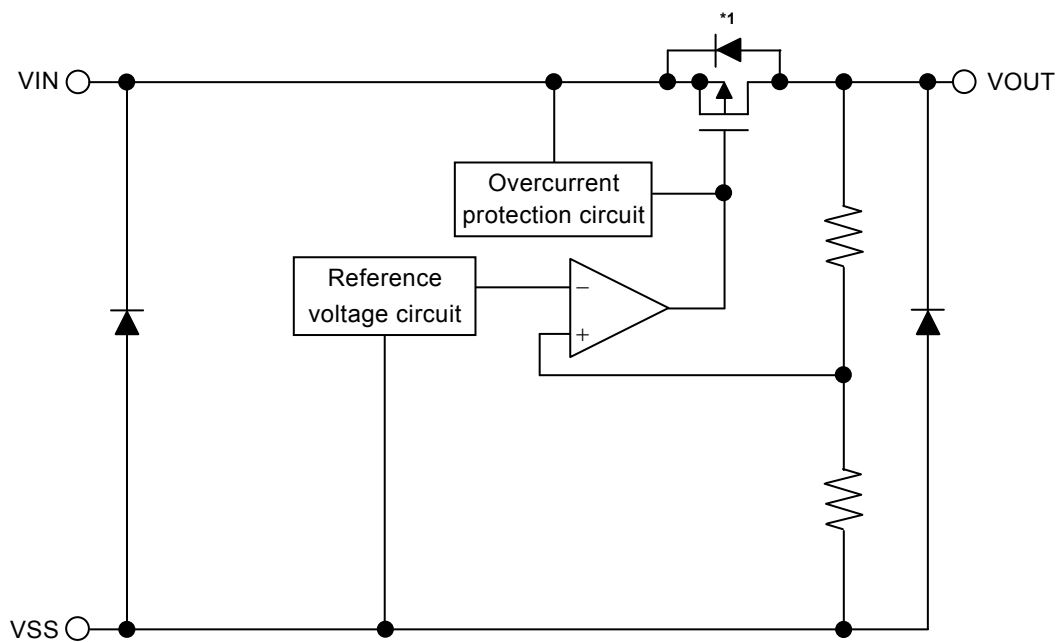 *1
VIN
VOUT
Overcurrent
protection circuit
Reference
voltage circuit
−
+
VSS